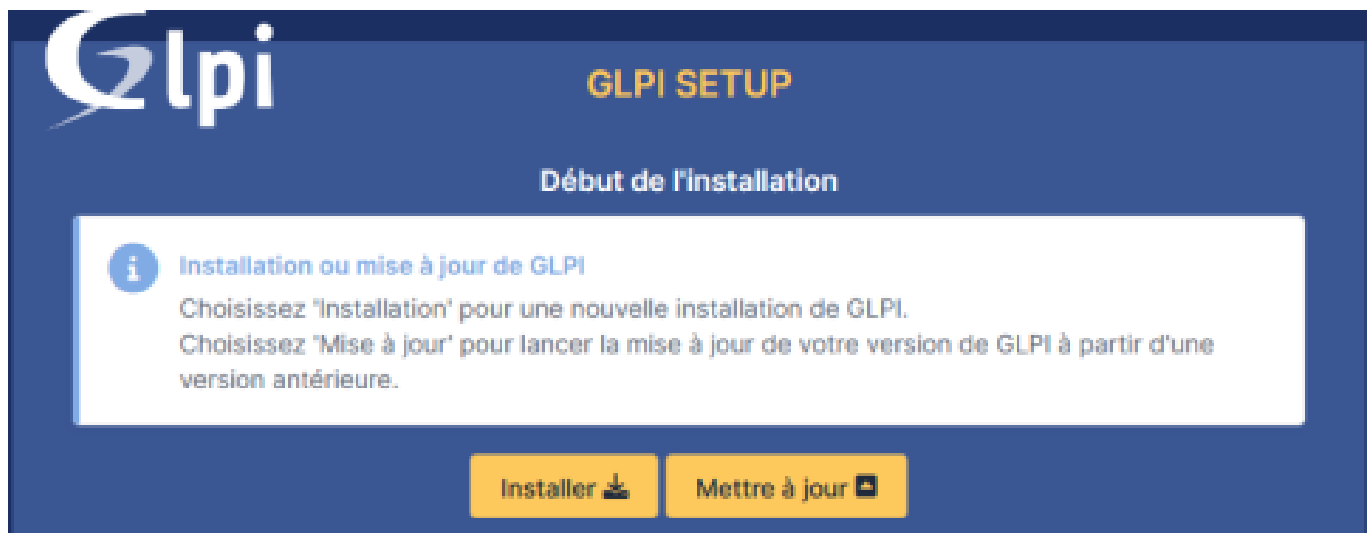 Glpi
GLPI SETUP
Début de l'installation
Installation ou mise à jour de GLPI
Choisissez 'Installation' pour une nouvelle installation de GLPI.
Choisissez 'Mise à jour' pour lancer la mise à jour de votre version de GLPI à partir d'une
version antérieure.
Installer
Mettre à jour